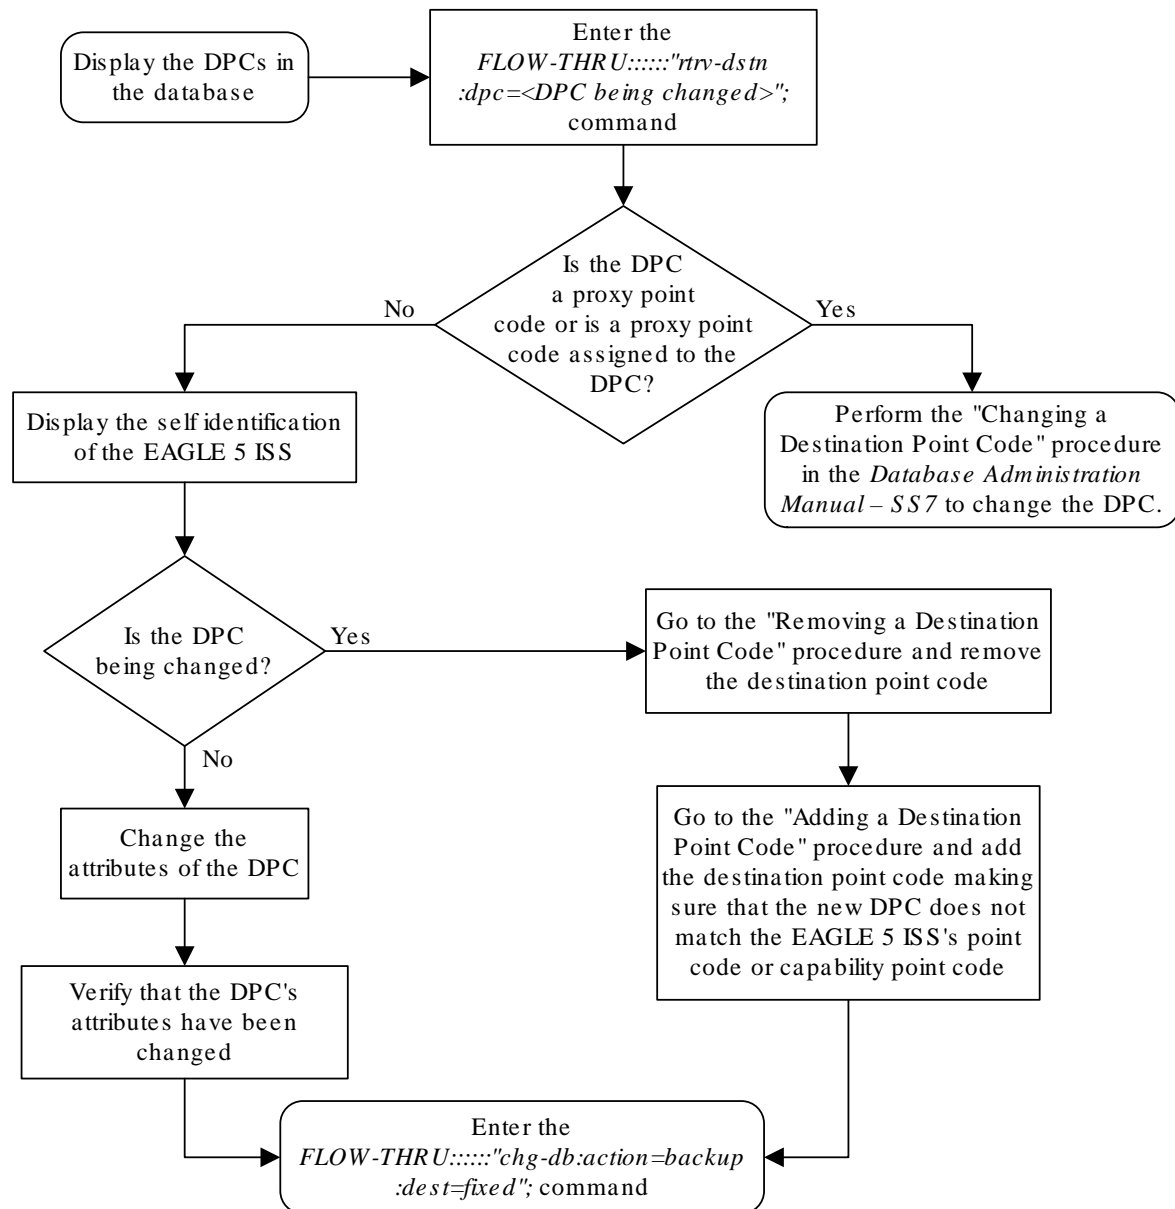 Display the DPCs in
the database
Enter the
FLOW-THRU::::::"rtrv-dstn
:dpc=<DPC being changed>";
command
Is the DPC
a proxy point
code or is a proxy point
code assigned to the
DPC?
No
Yes
Display the self identification
of the EAGLE 5 ISS
Perform the "Changing a
Destination Point Code" procedure
in the Database Administration
Manual – SS7 to change the DPC.
Is the DPC
being changed?
Yes
No
Go to the "Removing a Destination
Point Code" procedure and remove
the destination point code
Change the
attributes of the DPC
Go to the "Adding a Destination
Point Code" procedure and add
the destination point code making
sure that the new DPC does not
match the EAGLE 5 ISS's point
code or capability point code
Verify that the DPC's
attributes have been
changed
Enter the
FLOW-THRU::::::"chg-db:action=backup
:dest=fixed"; command